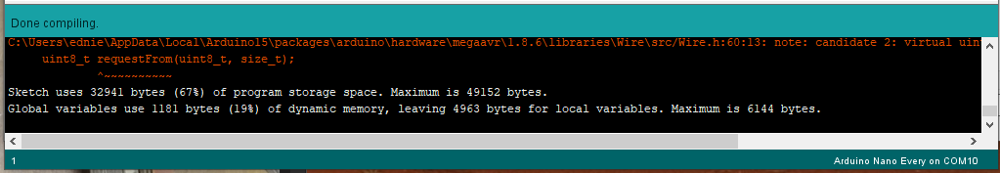 Done compiling.
C:\Users\ednie\AppData\Local\Arduino15\packages\arduino\hardware\megaavr\1.8.6\libraries\Wire\src/Wire.h:60:13: note: candidate 2: virtual uin
uint8_t requestFrom(uint8_t, size_t);
^~~~~~~~~~~
Sketch uses 32941 bytes (67%) of program storage space. Maximum is 49152 bytes.
Global variables use 1181 bytes (19%) of dynamic memory, leaving 4963 bytes for local variables. Maximum is 6144 bytes.
1 Arduino Nano Every on COM10